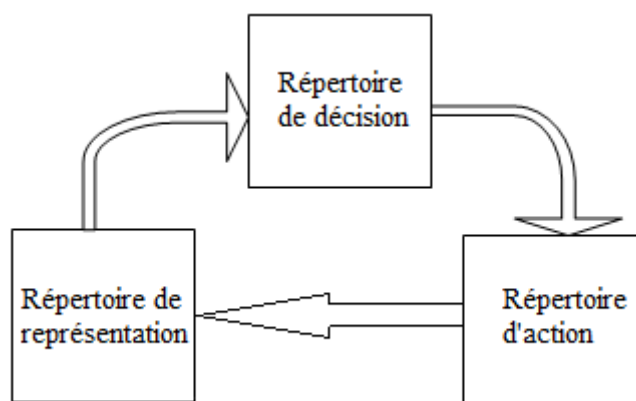 Répertoire
de décision
Répertoire de
représentation
Répertoire
d'action